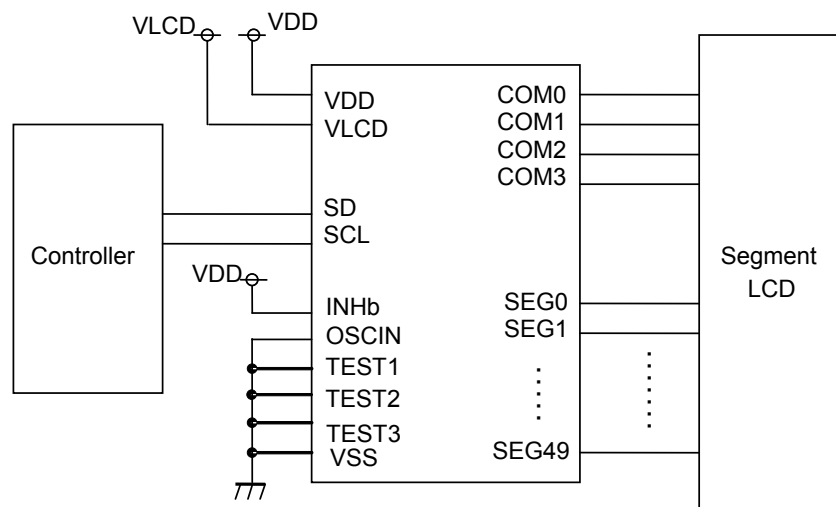 VLCD
VDD
VDD
VLCD
SD
SCL
Controller
VDD
INHb
OSCIN
TEST1
TEST2
TEST3
VSS
COM0
COM1
COM2
COM3
SEG0
SEG1
SEG49
Segment
LCD